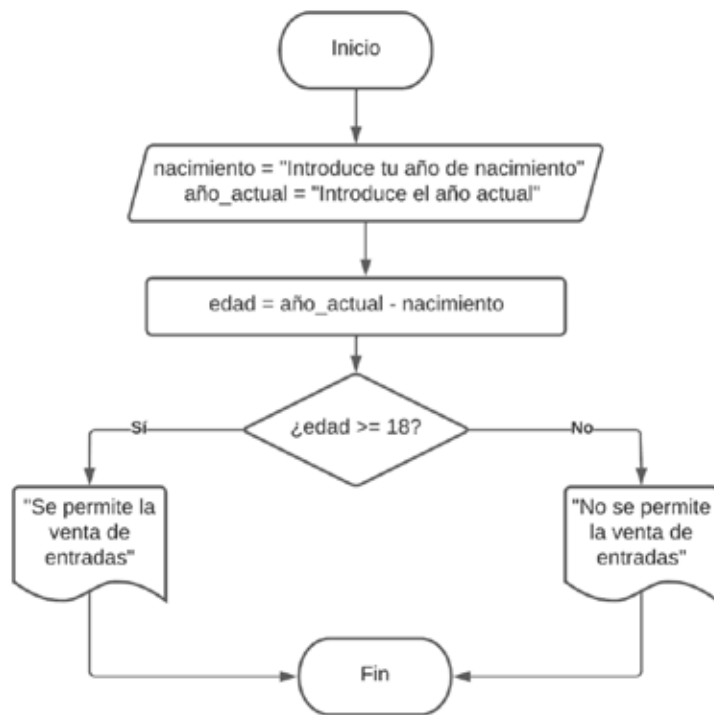 Inicio
nacimiento = "Introduce tu año de nacimiento"
año_actual = "Introduce el año actual"
edad = año_actual - nacimiento
¿edad >= 18?
Sí
No
"Se permite la
venta de
entradas"
"No se permite
la venta de
entradas"
Fin